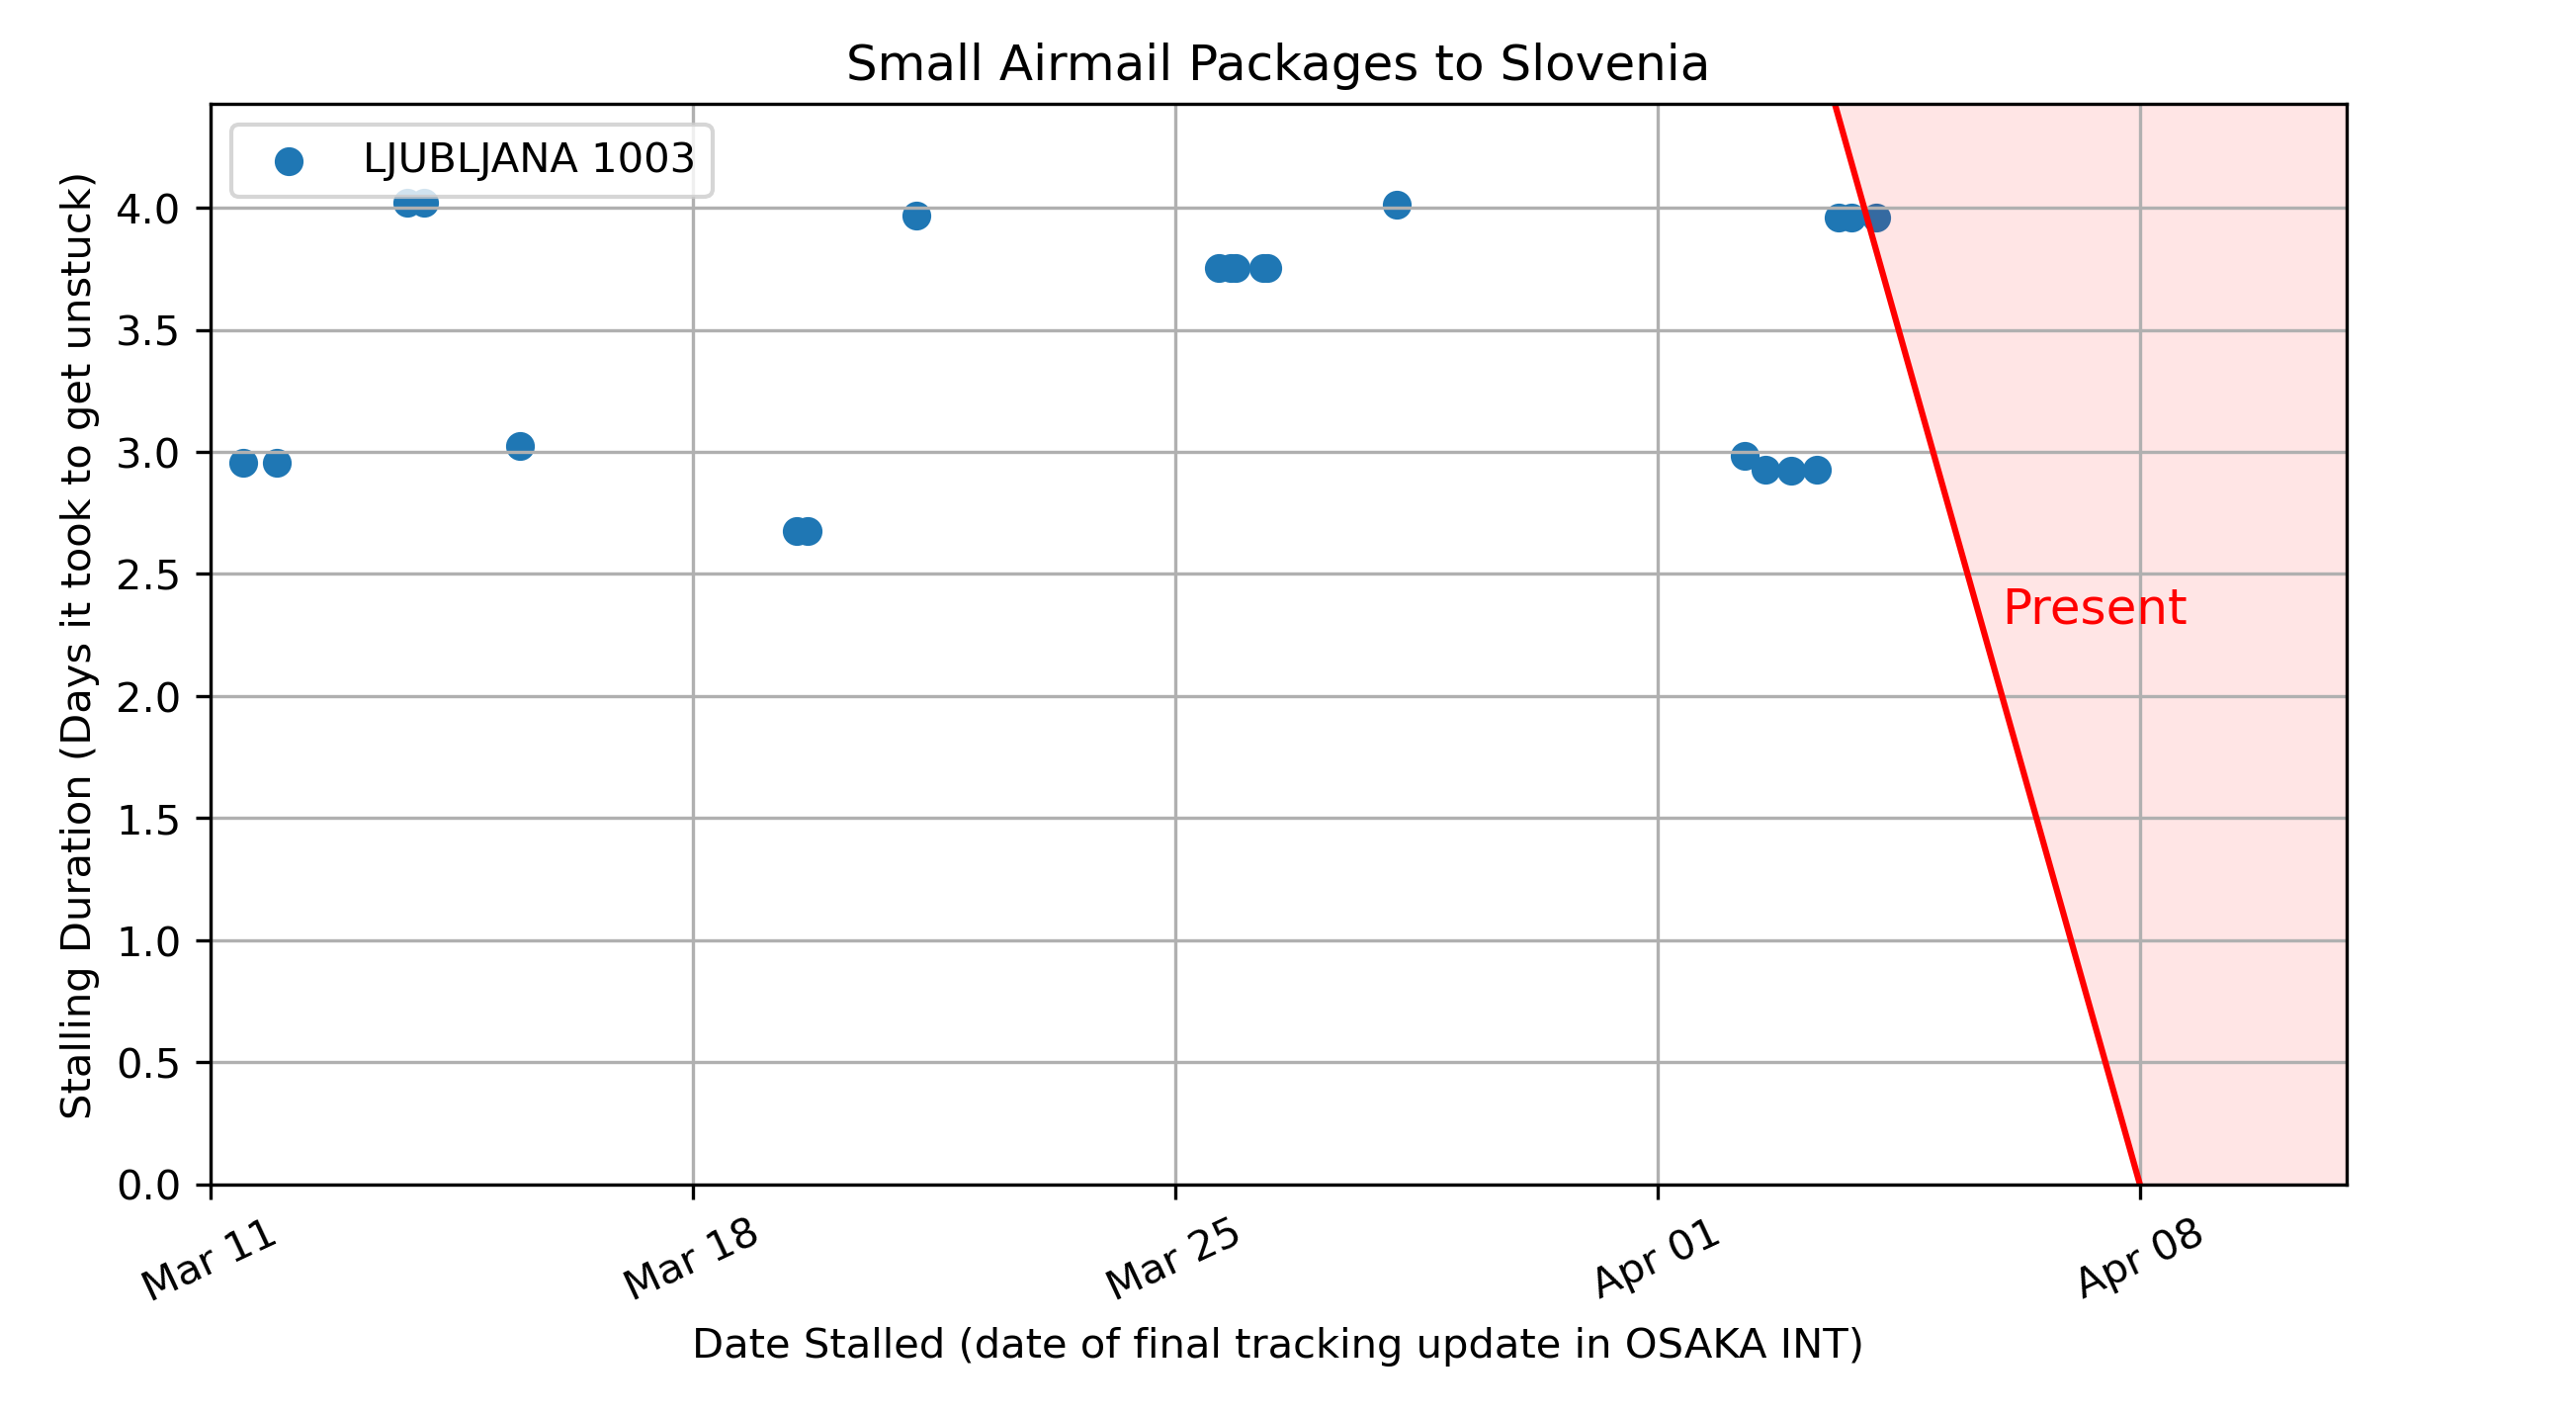 Small Airmail Packages to Slovenia
LJUBLJANA 1003
Stalling Duration (Days it took to get unstuck)
4.0
3.5
3.0
2.5
2.0
1.5
1.0
0.5
0.0
Present
Mar 11
Mar 18
Mar 25
Apr 01
Apr 08
Date Stalled (date of final tracking update in OSAKA INT)